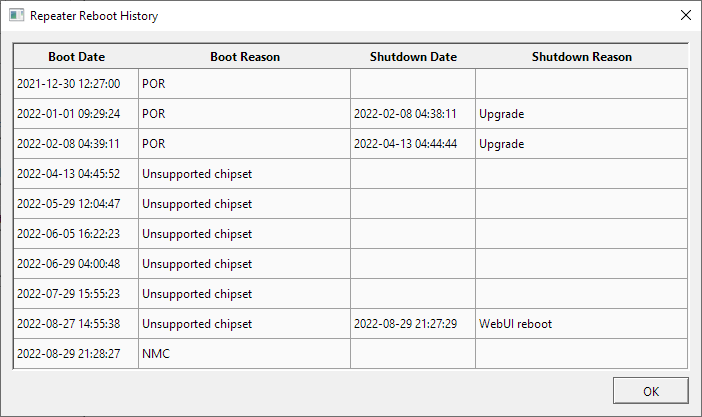 Repeater Reboot History
Boot Date Boot Reason Shutdown Date Shutdown Reason
2021-12-30 12:27:00 POR
2022-01-01 09:29:24 POR 2022-02-08 04:38:11 Upgrade
2022-02-08 04:39:11 POR 2022-04-13 04:44:44 Upgrade
2022-04-13 04:45:52 Unsupported chipset
2022-05-29 12:04:47 Unsupported chipset
2022-06-05 16:22:23 Unsupported chipset
2022-06-29 04:00:48 Unsupported chipset
2022-07-29 15:55:23 Unsupported chipset
2022-08-27 14:55:38 Unsupported chipset 2022-08-29 21:27:29 WebUI reboot
2022-08-29 21:28:27 NMC
OK